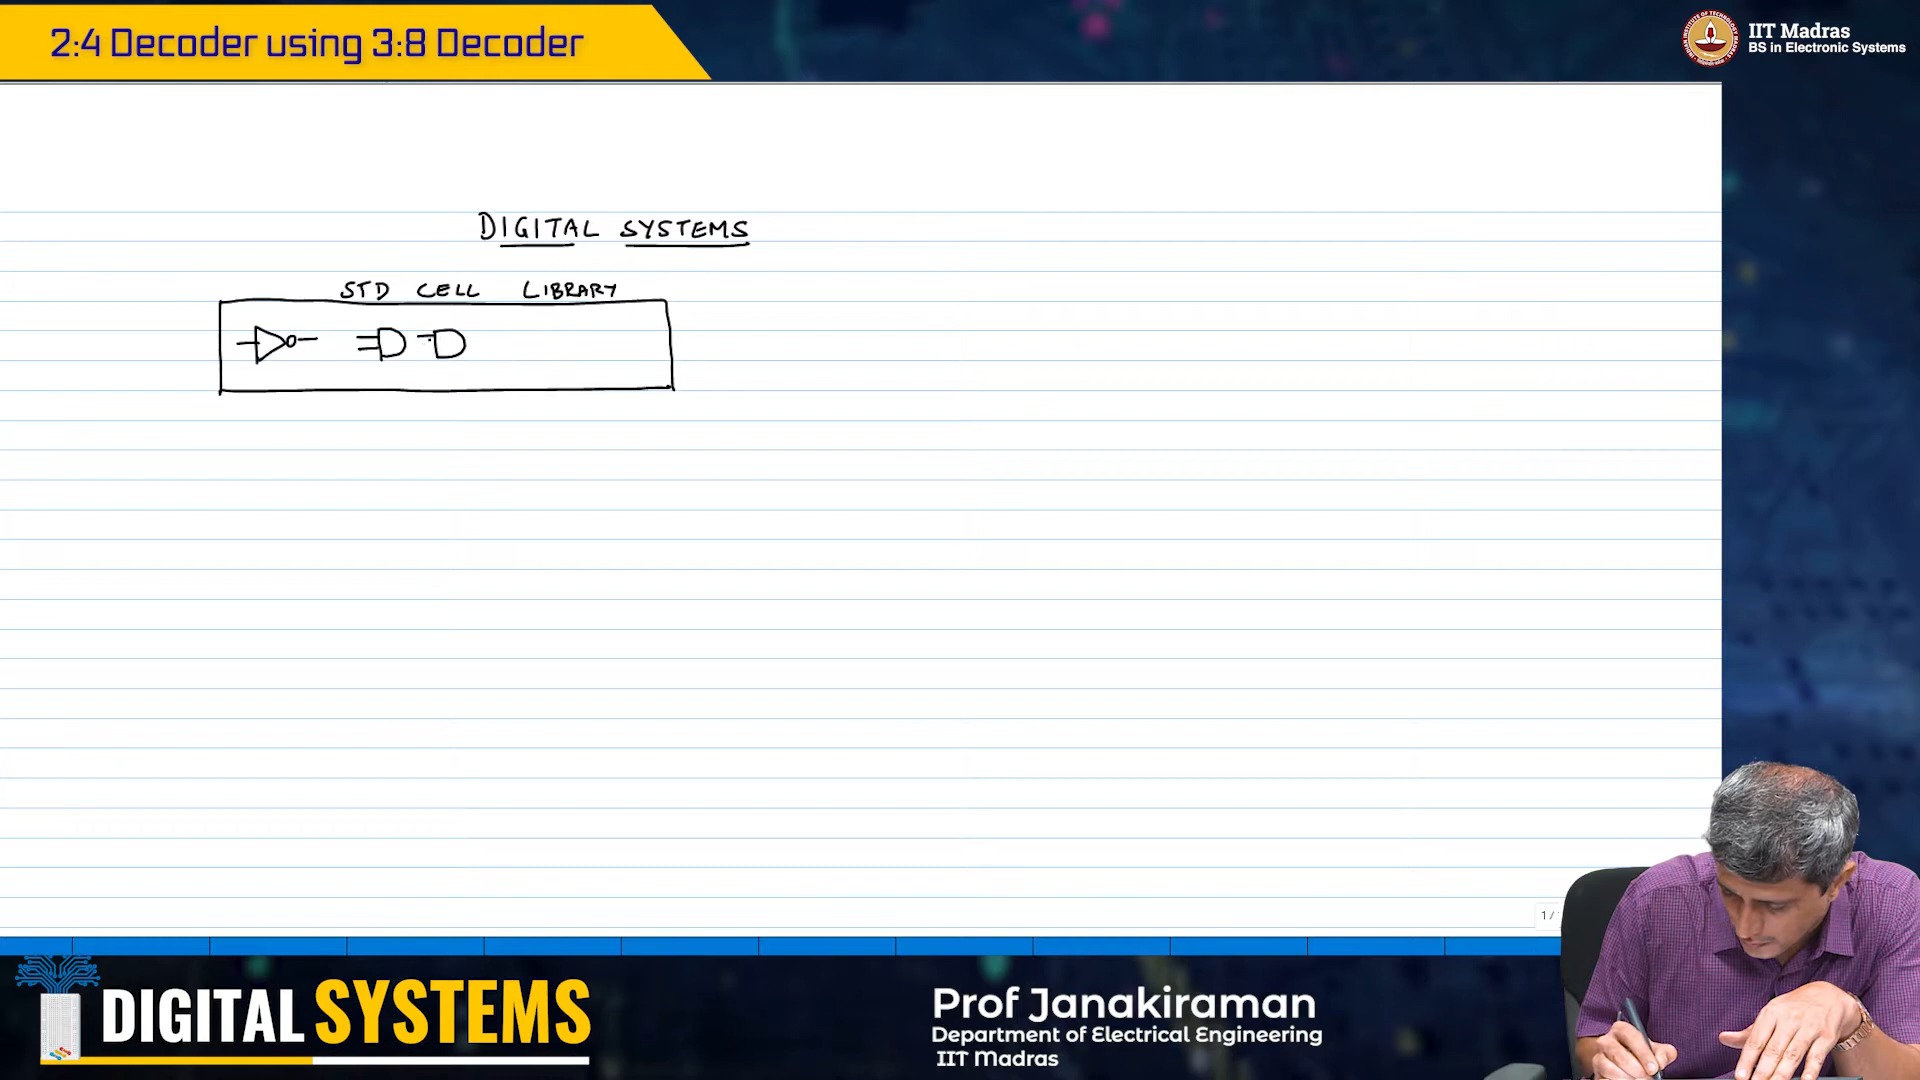 2:4 Decoder using 3:8 Decoder
IIT Madras
BS in Electronic Systems
DIGITAL SYSTEMS
STD CELL LIBRARY
1/
DIGITAL SYSTEMS
Prof Janakiraman
Department of Electrical Engineering
IIT Madras